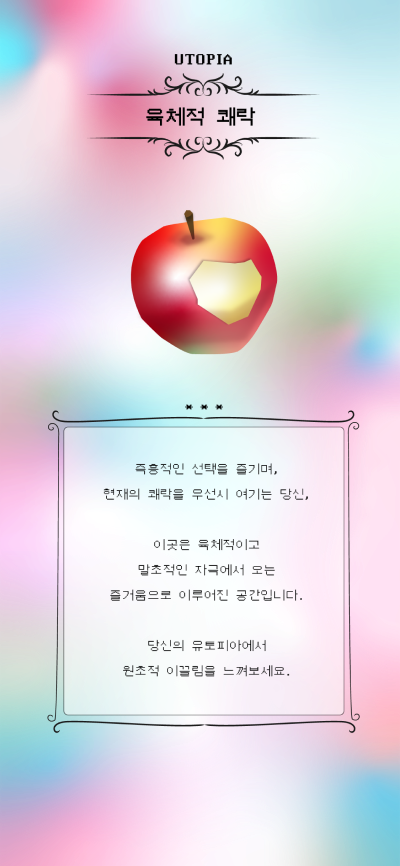 UTOPIA
육체적 쾌락
* * *
즉흥적인 선택을 즐기며,
현재의 쾌락을 우선시 여기는 당신,
이곳은 육체적이고
말초적인 자극에서 오는
즐거움으로 이루어진 공간입니다.
당신의 유토피아에서
원초적 이끌림을 느껴보세요.